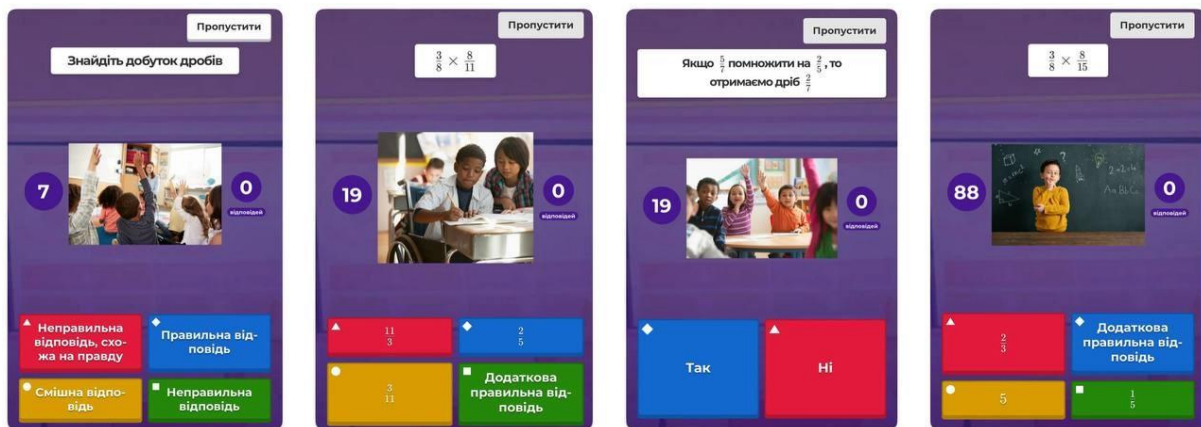 Пропустити
Знайдіть добуток дробів
7
0
відповідей
Неправильна
відповідь, схо-
жа на правду
Правильна від-
повідь
Смішна відпо-
відь
Неправильна
відповідь
Пропустити
3/8 × 8/11
19
0
відповідей
11/3
2/5
3/11
Додаткова
правильна від-
повідь
Пропустити
Якщо 5/7 помножити на 2/5, то
отримаємо дріб 2/7
19
0
відповідей
Так
Ні
Пропустити
3/8 × 8/15
88
0
відповідей
2/3
Додаткова
правильна від-
повідь
5
1/5